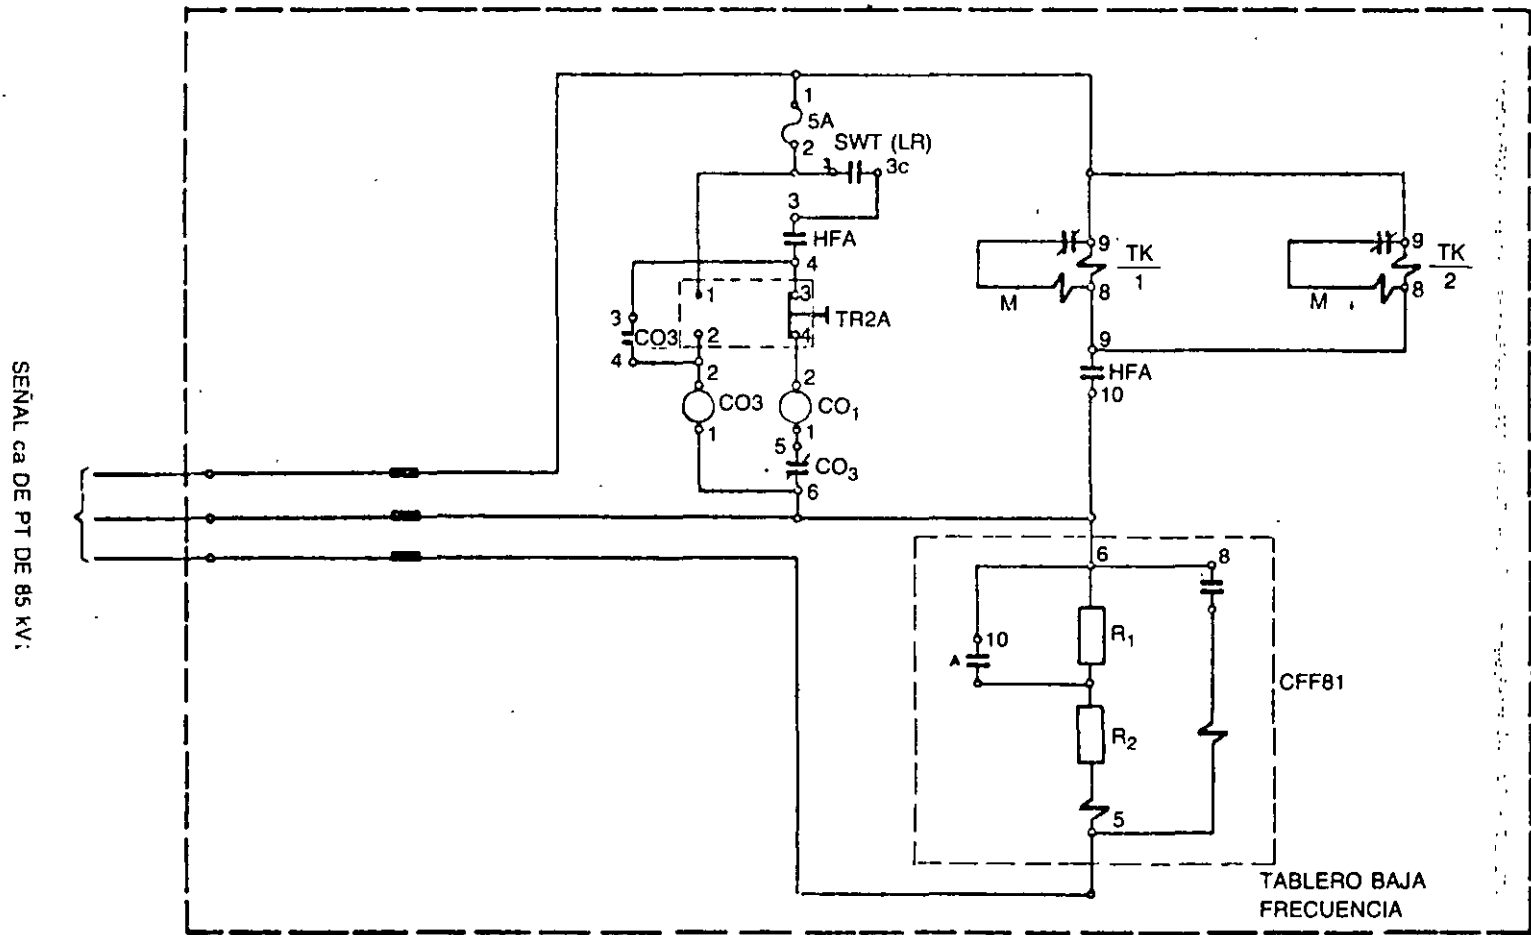 1
5A
2
SWT (LR)
3c
3
HFA
4
1
3
TR2A
3
CO3
4
2
4
2
CO3
1
2
CO1
1
5
CO3
6
9
TK
1
8
M
9
TK
2
8
M
9
HFA
10
6
8
10
A
R1
R2
5
CFF81
TABLERO BAJA
FRECUENCIA
SEÑAL ca DE PT DE 85 kV